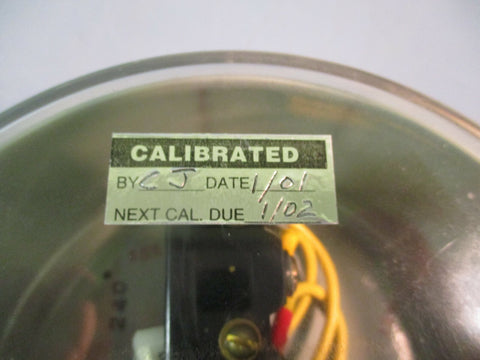 CALIBRATED
BY CJ DATE 1/01
NEXT CAL. DUE 1/02
240°